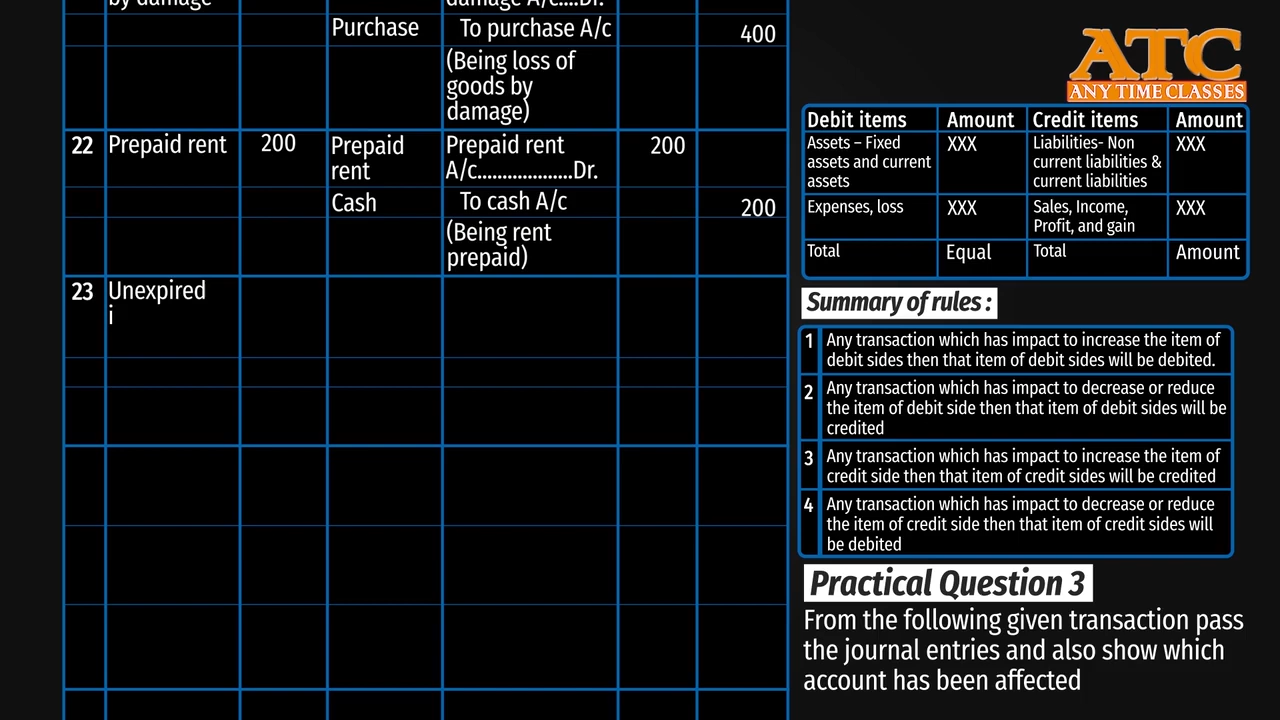 by damage
damage A/c....Dr.
Purchase
To purchase A/c
400
(Being loss of
goods by
damage)
22
Prepaid rent
200
Prepaid
rent
Prepaid rent
A/c...................Dr.
200
Cash
To cash A/c
200
(Being rent
prepaid)
23
Unexpired
i
ATC
ANY TIME CLASSES
Debit items
Amount
Credit items
Amount
Assets – Fixed
assets and current
assets
XXX
Liabilities- Non
current liabilities &
current liabilities
XXX
Expenses, loss
XXX
Sales, Income,
Profit, and gain
XXX
Total
Equal
Total
Amount
Summary of rules :
1
Any transaction which has impact to increase the item of
debit sides then that item of debit sides will be debited.
2
Any transaction which has impact to decrease or reduce
the item of debit side then that item of debit sides will be
credited
3
Any transaction which has impact to increase the item of
credit side then that item of credit sides will be credited
4
Any transaction which has impact to decrease or reduce
the item of credit side then that item of credit sides will
be debited
Practical Question 3
From the following given transaction pass
the journal entries and also show which
account has been affected